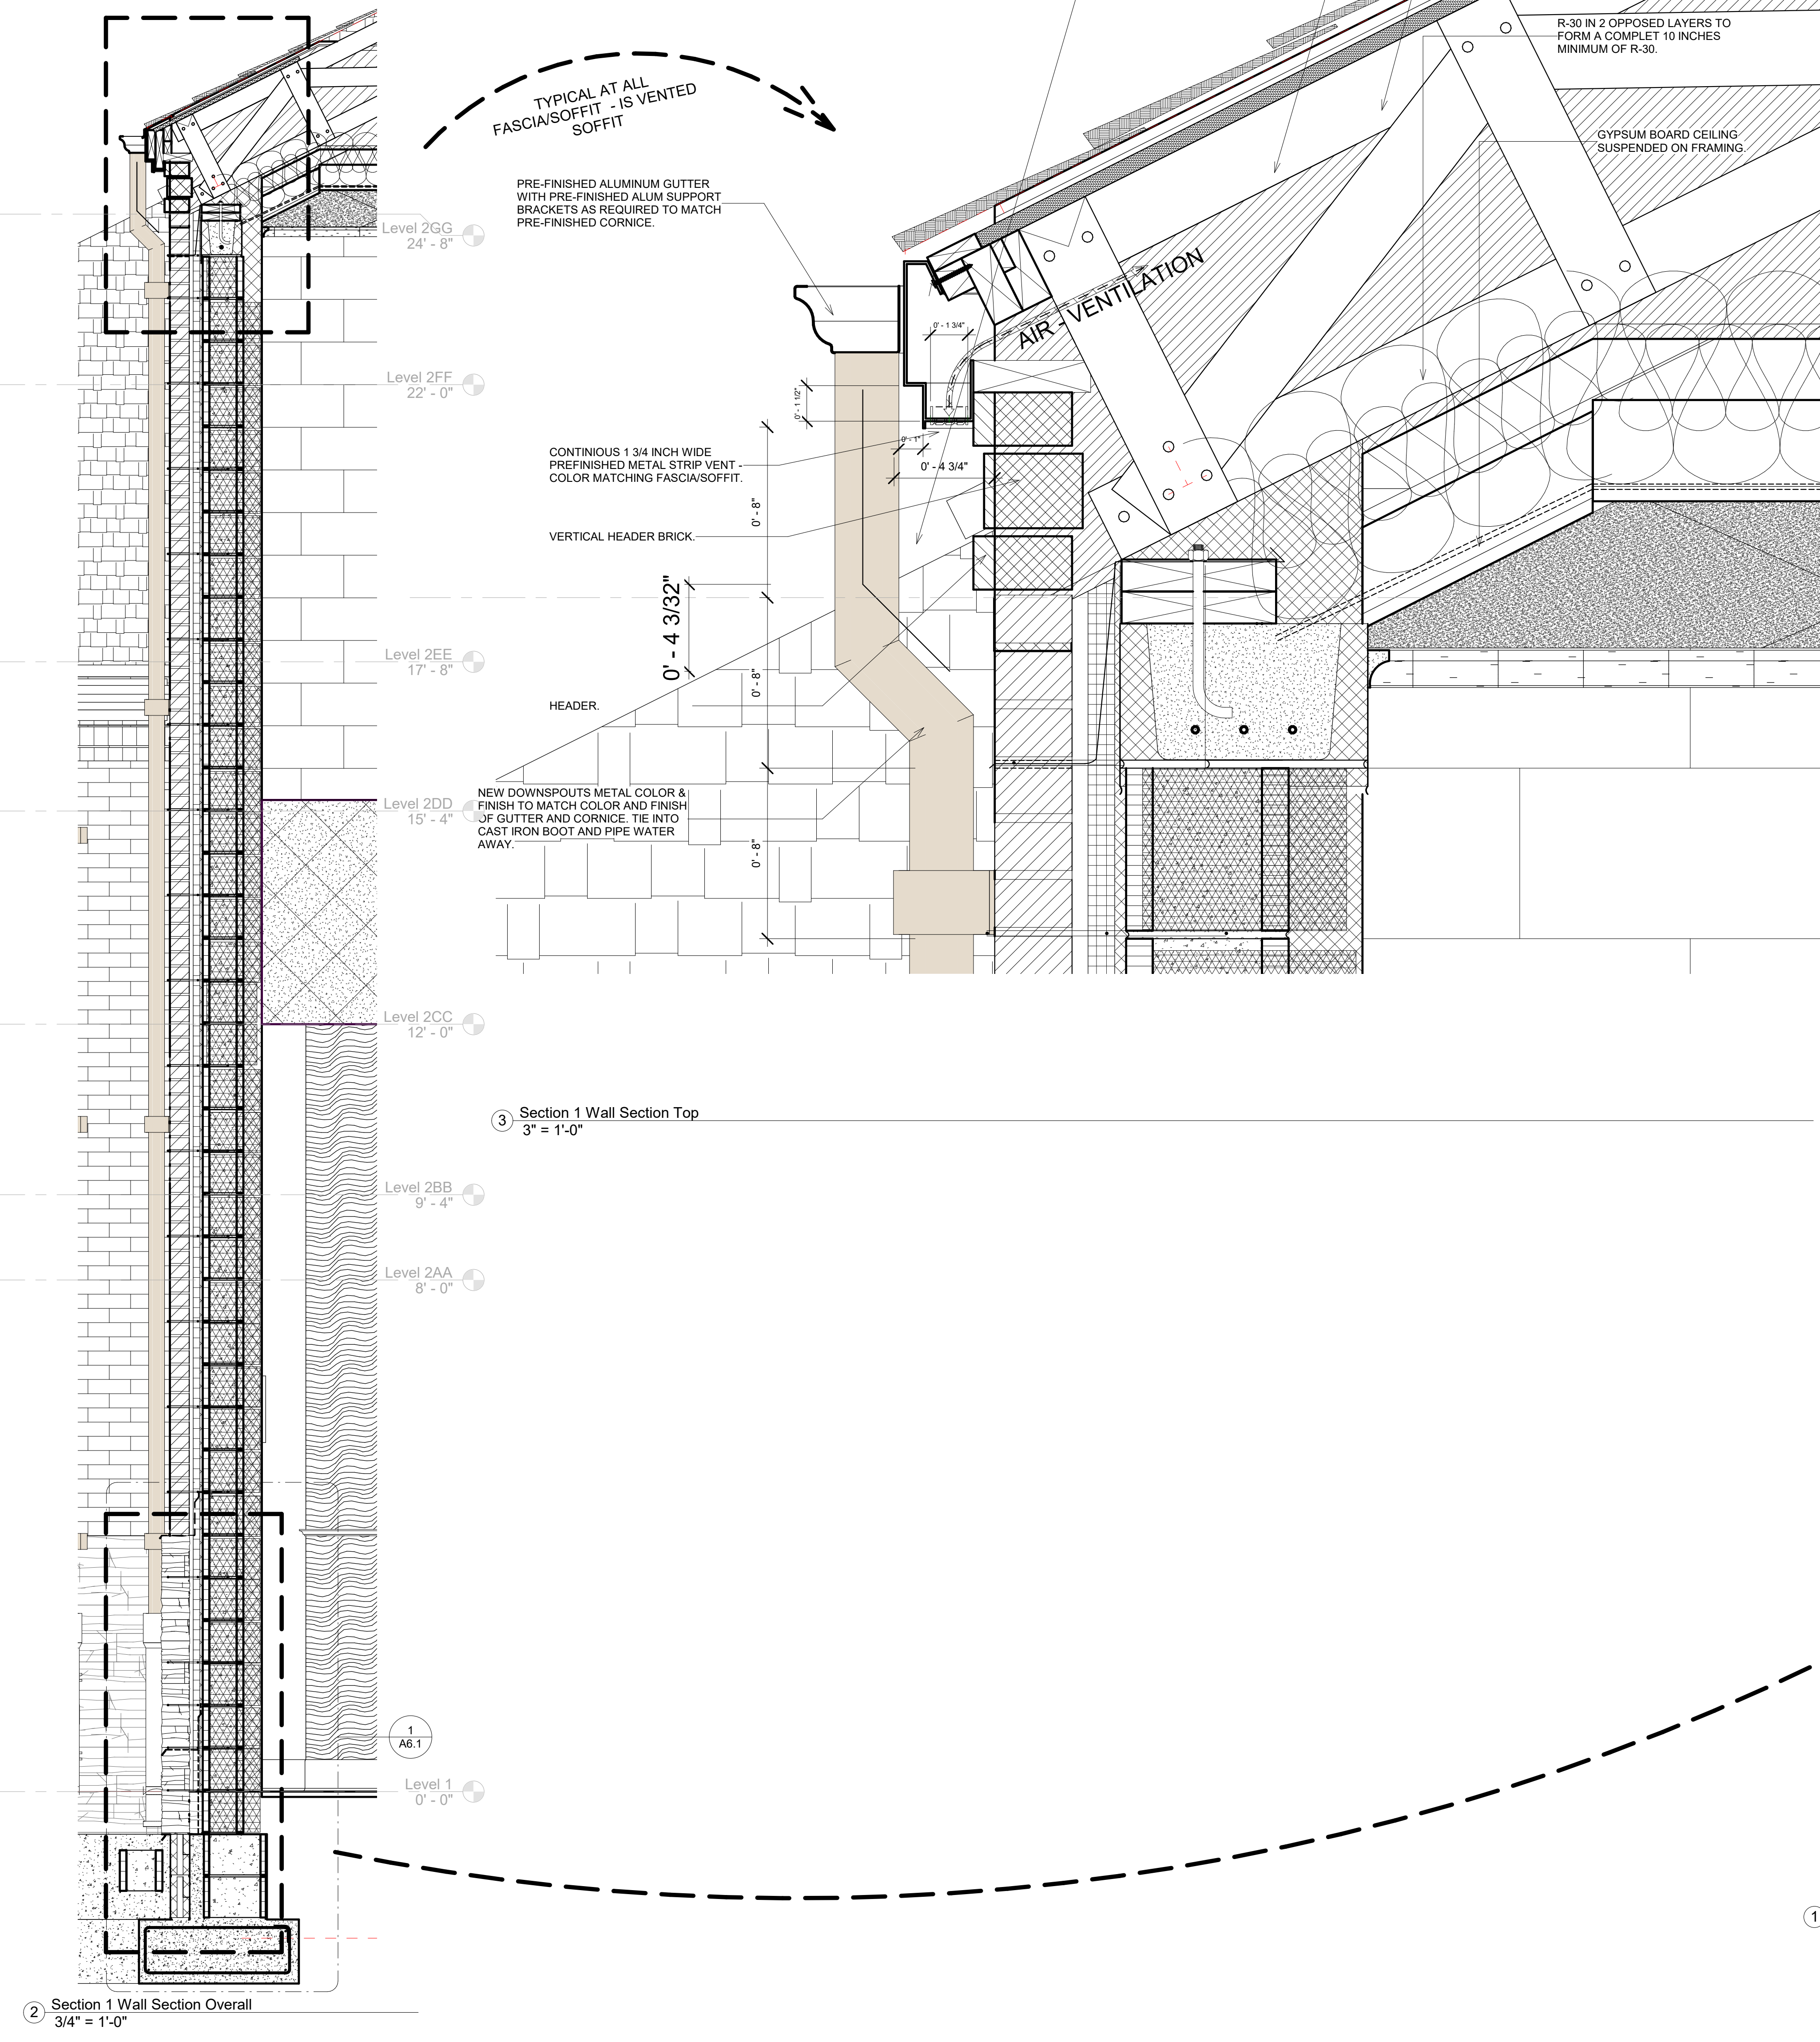 R-30 IN 2 OPPOSED LAYERS TO
FORM A COMPLET 10 INCHES
MINIMUM OF R-30.
TYPICAL AT ALL
FASCIA/SOFFIT - IS VENTED
SOFFIT
GYPSUM BOARD CEILING
SUSPENDED ON FRAMING.
PRE-FINISHED ALUMINUM GUTTER
WITH PRE-FINISHED ALUM SUPPORT
BRACKETS AS REQUIRED TO MATCH
PRE-FINISHED CORNICE.
Level 2GG
24' - 8"
AIR - VENTILATION
0' - 1 3/4"
Level 2FF
22' - 0"
0' - 1 1/2"
0' - 1"
0' - 4 3/4"
CONTINIOUS 1 3/4 INCH WIDE
PREFINISHED METAL STRIP VENT -
COLOR MATCHING FASCIA/SOFFIT.
0' - 8"
VERTICAL HEADER BRICK.
0' - 4 3/32"
Level 2EE
17' - 8"
0' - 8"
HEADER.
NEW DOWNSPOUTS METAL COLOR &
FINISH TO MATCH COLOR AND FINISH
OF GUTTER AND CORNICE. TIE INTO
CAST IRON BOOT AND PIPE WATER
AWAY.
Level 2DD
15' - 4"
0' - 8"
Level 2CC
12' - 0"
3 Section 1 Wall Section Top
3" = 1'-0"
Level 2BB
9' - 4"
Level 2AA
8' - 0"
1
A6.1
Level 1
0' - 0"
1
2 Section 1 Wall Section Overall
3/4" = 1'-0"